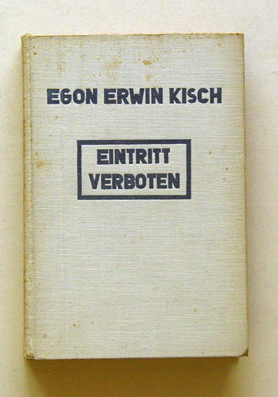 EGON ERWIN KISCH
EINTRITT
VERBOTEN